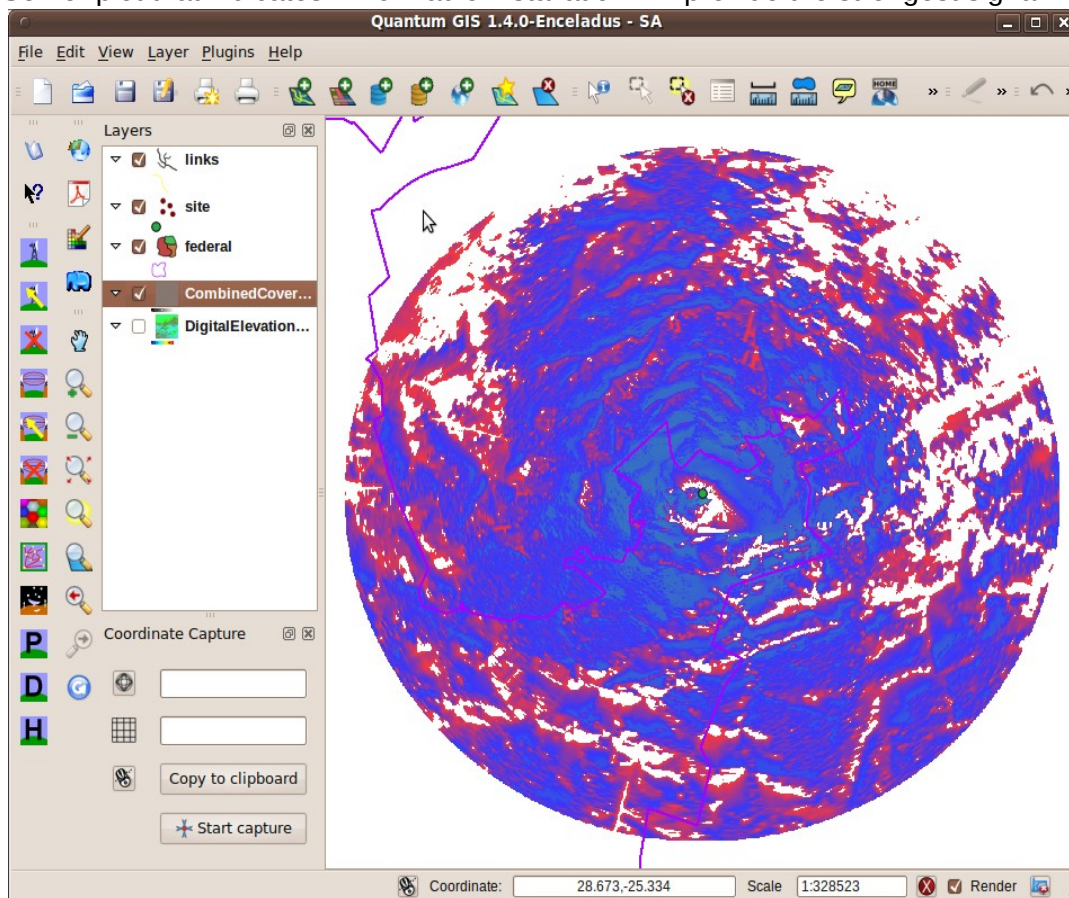 Quantum GIS 1.4.0-Enceladus - SA
File Edit View Layer Plugins Help
HOME
Layers
links
site
federal
CombinedCover...
DigitalElevation...
Coordinate Capture
P
D
H
Copy to clipboard
Start capture
Coordinate: 28.673,-25.334 Scale 1:328523 Render